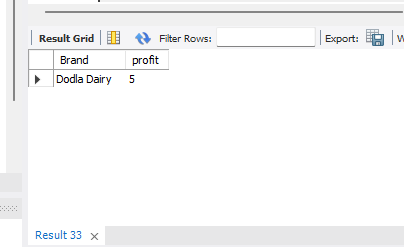 Result Grid Filter Rows: Export: W
Brand profit
Dodla Dairy 5
Result 33